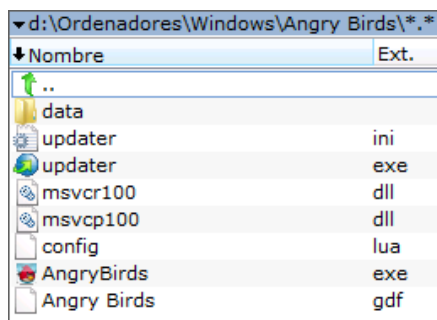 d:\Ordenadores\Windows\Angry Birds\*.*
Nombre Ext.
..
data
updater ini
updater exe
msvcr100 dll
msvcp100 dll
config lua
AngryBirds exe
Angry Birds gdf